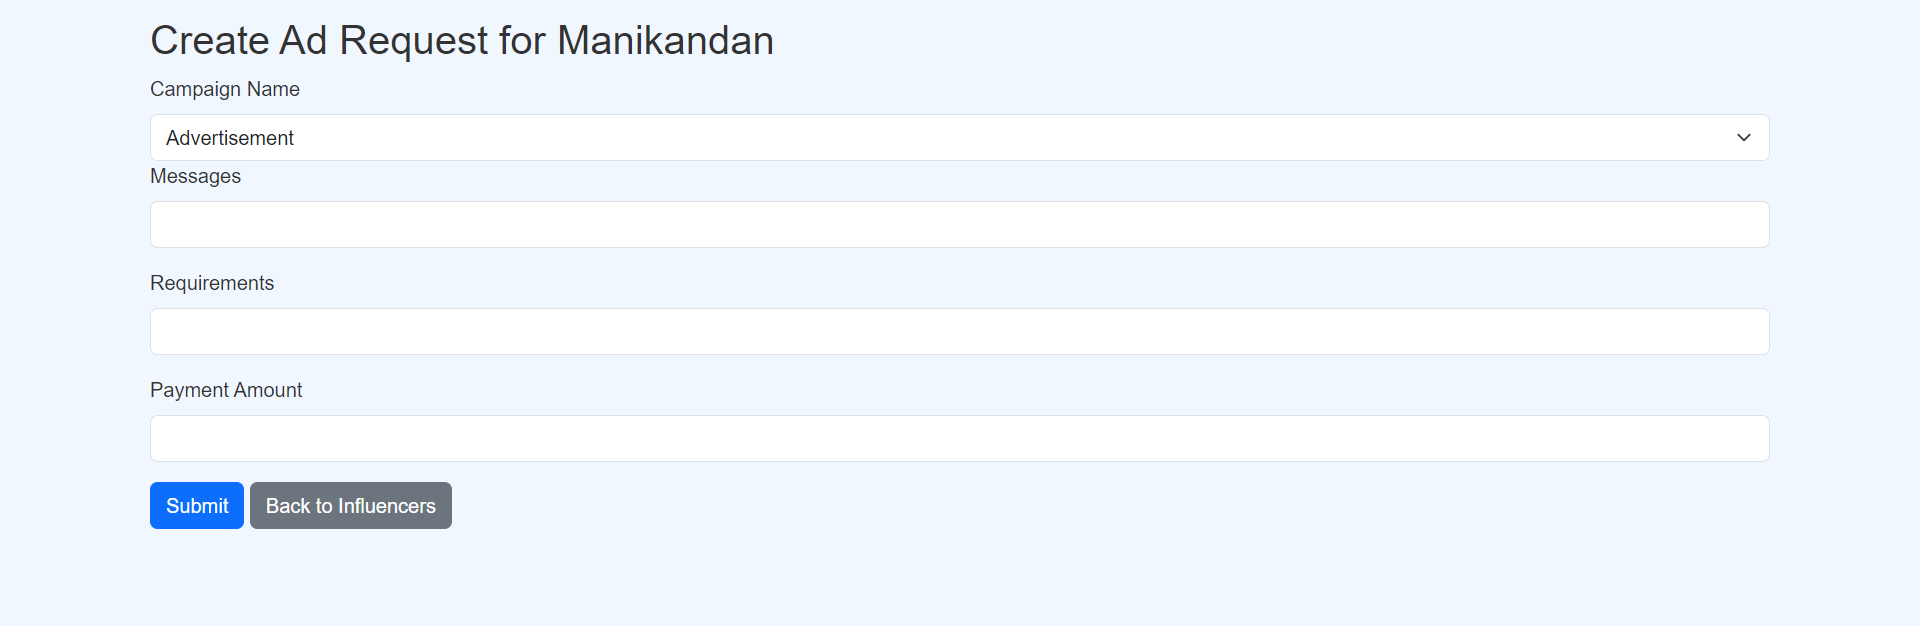 Create Ad Request for Manikandan
Campaign Name
Advertisement
Messages
Requirements
Payment Amount
Submit Back to Influencers